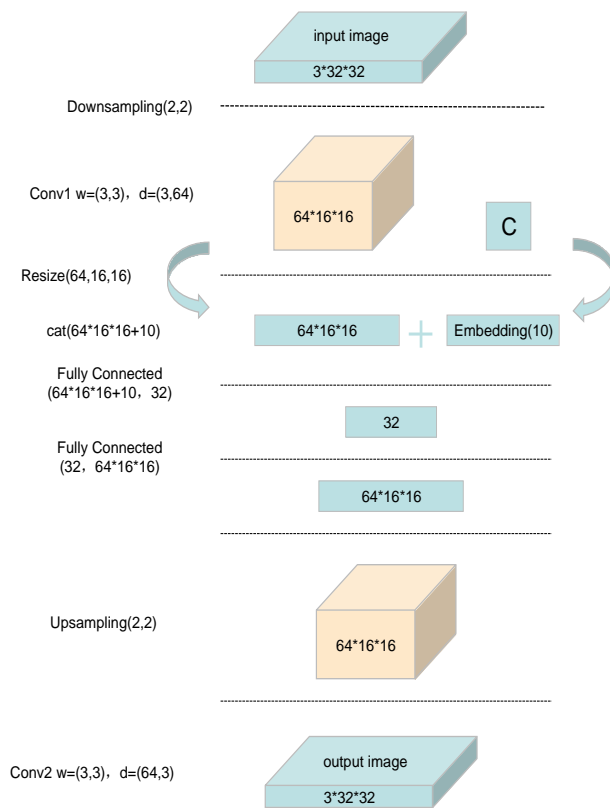 input image
3*32*32
Downsampling(2,2)
Conv1 w=(3,3)，d=(3,64)
64*16*16
C
Resize(64,16,16)
cat(64*16*16+10)
64*16*16
+
Embedding(10)
Fully Connected
(64*16*16+10，32)
32
Fully Connected
(32，64*16*16)
64*16*16
Upsampling(2,2)
64*16*16
Conv2 w=(3,3)，d=(64,3)
output image
3*32*32